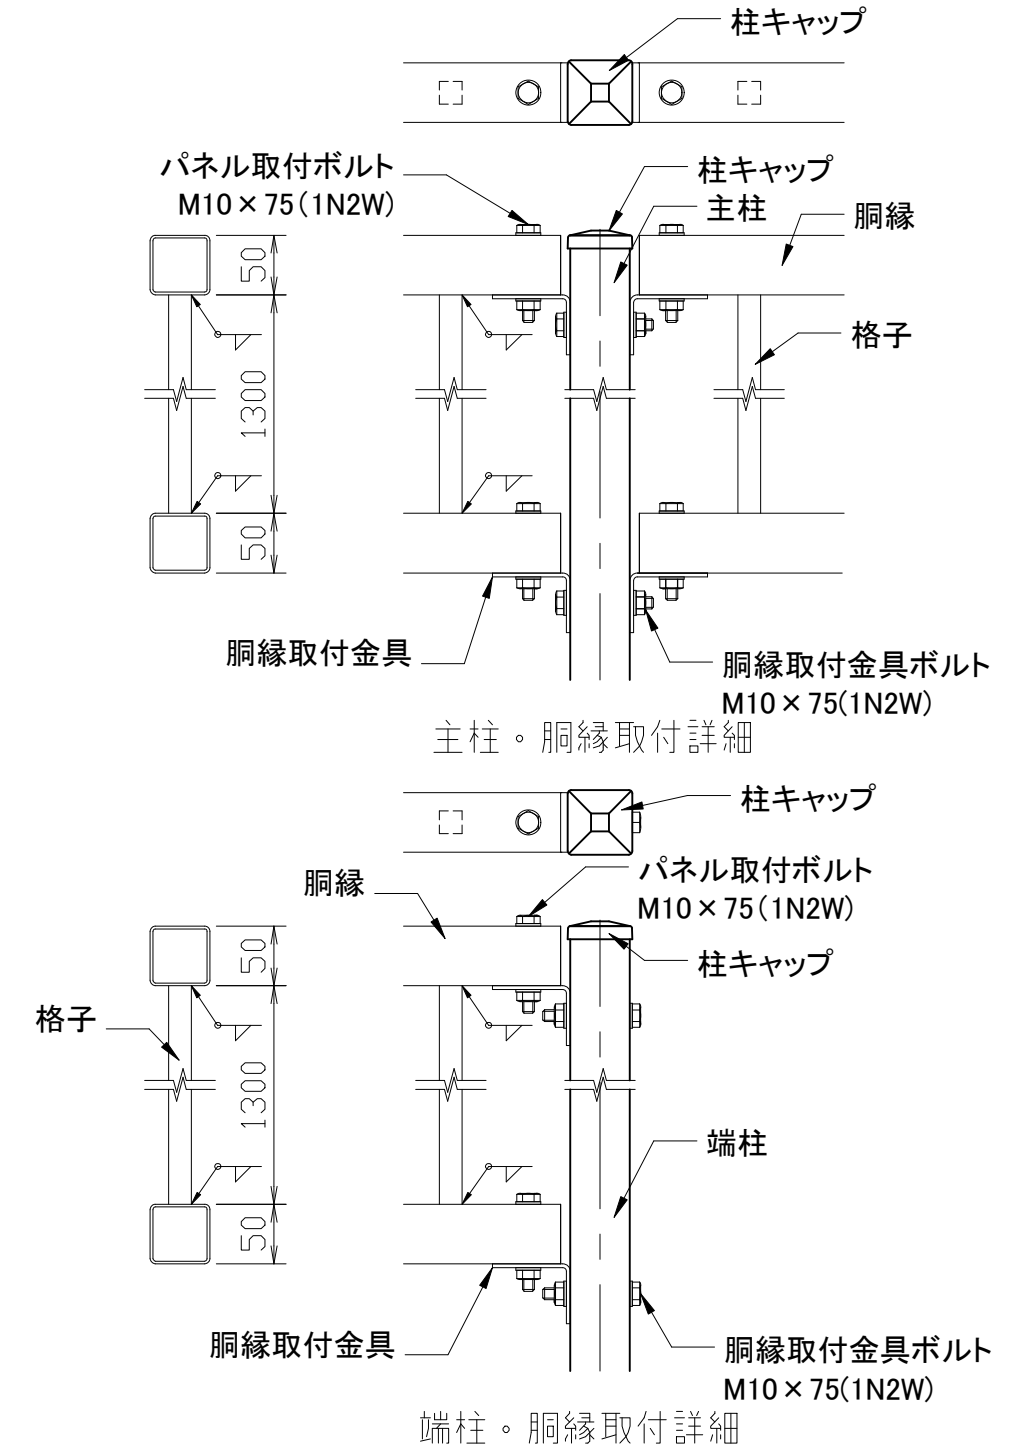 柱キャップ
パネル取付ボルト
M10×75(1N2W)
柱キャップ
主柱
胴縁
50
格子
1300
50
胴縁取付金具
胴縁取付金具ボルト
M10×75(1N2W)
主柱。胴縁取付詳細
柱キャップ
胴縁
パネル取付ボルト
M10×75(1N2W)
柱キャップ
50
格子
1300
端柱
50
胴縁取付金具
胴縁取付金具ボルト
M10×75(1N2W)
端柱。胴縁取付詳細